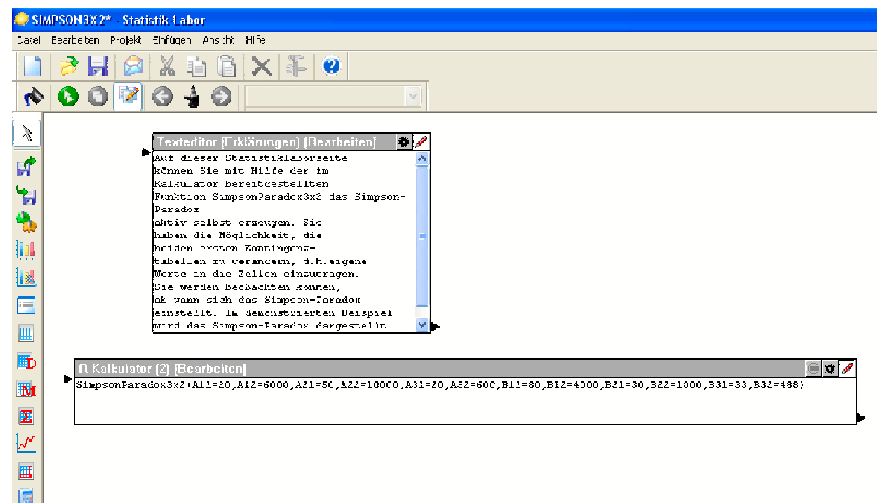 SIMPSON3X2* - Statistik Labor
Datei Bearbeiten Projekt Einfügen Ansicht Hilfe
Texteditor (Erklärungen) [Bearbeiten]
Auf dieser Statistiklaborseite
können Sie mit Hilfe der im
Kalkulator bereitgestellten
Funktion SimpsonParadox3x2 das Simpson-
Paradox
aktiv selbst erzeugen. Sie
haben die Möglichkeit, die
beiden ersten Kontingenz-
tabellen zu verändern, d.h.eigene
Werte in die Zellen einzutragen.
Sie werden beobachten können,
ab wann sich das Simpson-Paradox
einstellt. Im demonstrierten Beispiel
wird das Simpson-Paradox dargestellt
R Kalkulator (2) [Bearbeiten]
SimpsonParadox3x2(A11=20,A12=6000,A21=50,A22=10000,A31=20,A32=600,B11=80,B12=4000,B21=30,B22=1000,B31=33,B32=488)